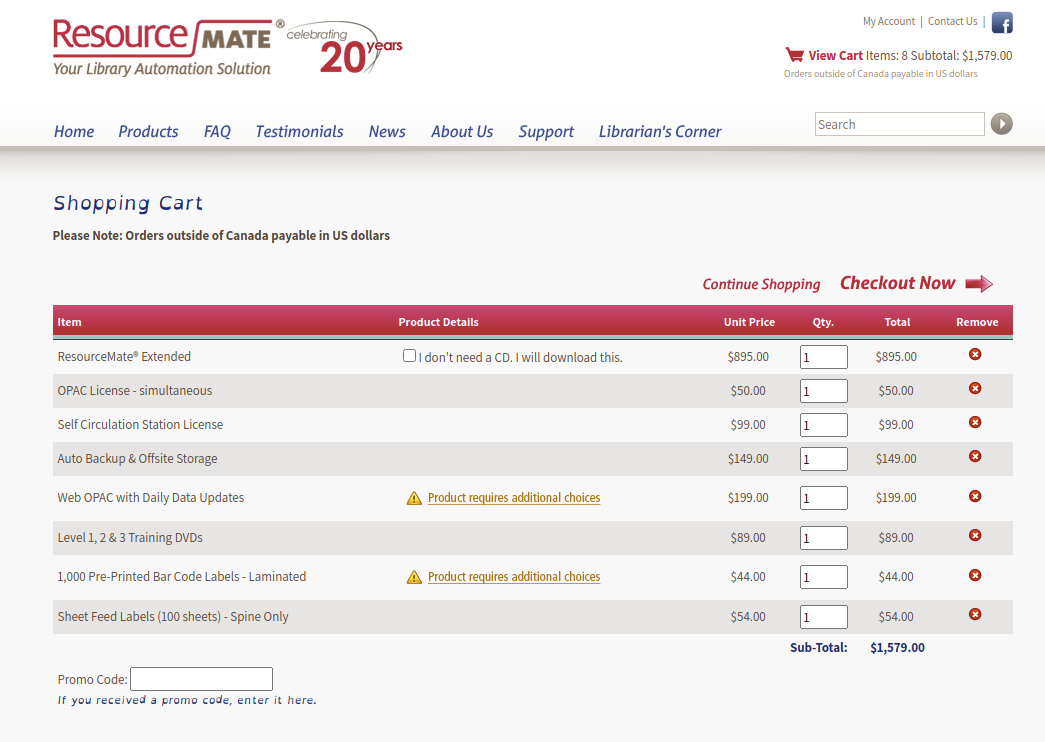 Resource MATE® celebrating 20 years
Your Library Automation Solution
My Account | Contact Us | f
View Cart Items: 8 Subtotal: $1,579.00
Orders outside of Canada payable in US dollars
Home Products FAQ Testimonials News About Us Support Librarian's Corner
Search
Shopping Cart
Please Note: Orders outside of Canada payable in US dollars
Continue Shopping Checkout Now
Item Product Details Unit Price Qty. Total Remove
ResourceMate® Extended I don't need a CD. I will download this. $895.00 1 $895.00
OPAC License - simultaneous $50.00 1 $50.00
Self Circulation Station License $99.00 1 $99.00
Auto Backup & Offsite Storage $149.00 1 $149.00
Web OPAC with Daily Data Updates Product requires additional choices $199.00 1 $199.00
Level 1, 2 & 3 Training DVDs $89.00 1 $89.00
1,000 Pre-Printed Bar Code Labels - Laminated Product requires additional choices $44.00 1 $44.00
Sheet Feed Labels (100 sheets) - Spine Only $54.00 1 $54.00
Sub-Total: $1,579.00
Promo Code:
If you received a promo code, enter it here.